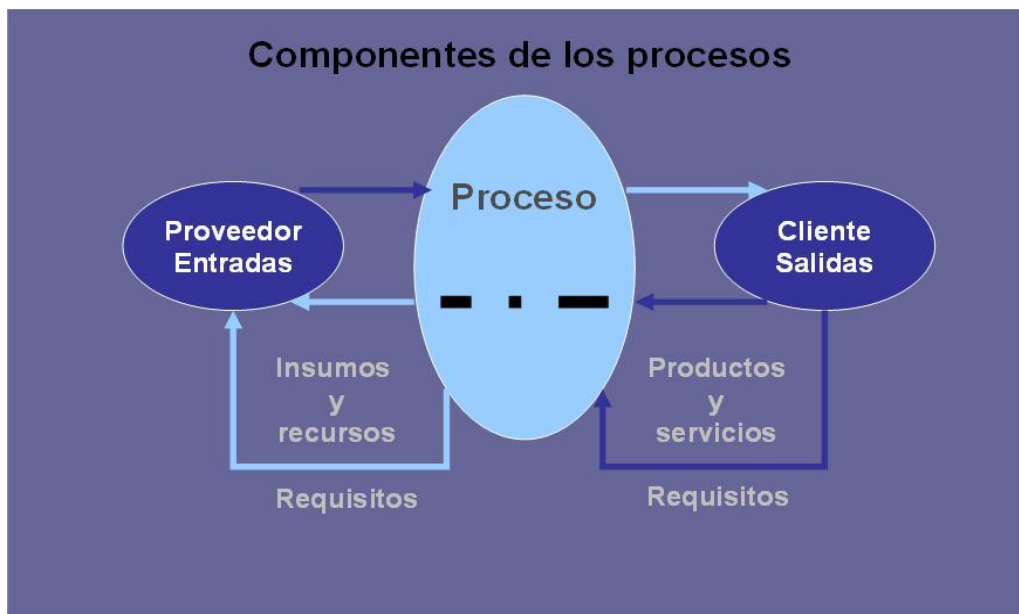 Componentes de los procesos
Proceso
Proveedor
Entradas
Cliente
Salidas
Insumos
y
recursos
Productos
y
servicios
Requisitos
Requisitos